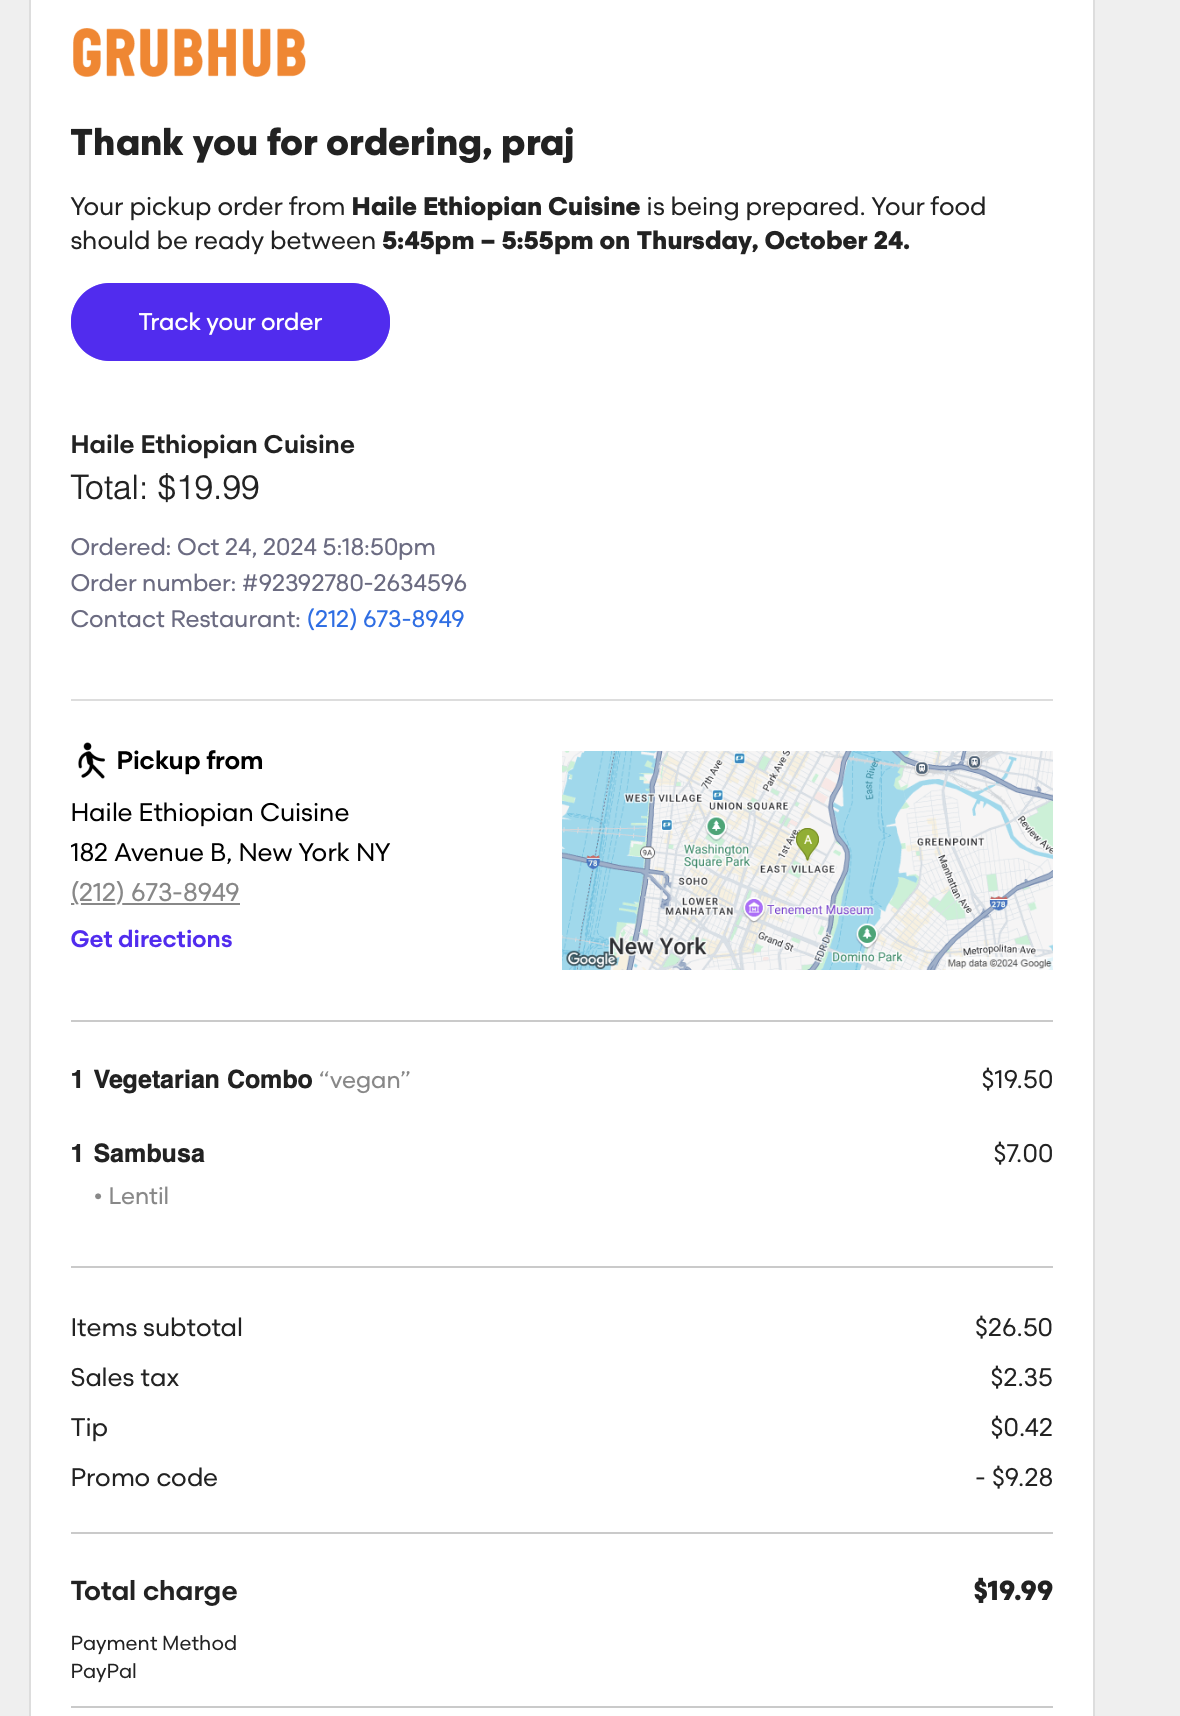 GRUBHUB
Thank you for ordering, praj
Your pickup order from Haile Ethiopian Cuisine is being prepared. Your food
should be ready between 5:45pm – 5:55pm on Thursday, October 24.
Track your order
Haile Ethiopian Cuisine
Total: $19.99
Ordered: Oct 24, 2024 5:18:50pm
Order number: #92392780-2634596
Contact Restaurant: (212) 673-8949
Pickup from
Haile Ethiopian Cuisine
182 Avenue B, New York NY
(212) 673-8949
Get directions
7th Ave
Park Ave S
East River
WEST VILLAGE
UNION SQUARE
Review Ave
Washington
Square Park
1st Ave
A
GREENPOINT
9A
78
EAST VILLAGE
SOHO
Manhattan Ave
LOWER
MANHATTAN
Tenement Museum
278
New York
Grand St
FDR Dr
Domino Park
Metropolitan Ave
Google
Map data ©2024 Google
1 Vegetarian Combo “vegan” $19.50
1 Sambusa $7.00
• Lentil
Items subtotal $26.50
Sales tax $2.35
Tip $0.42
Promo code - $9.28
Total charge $19.99
Payment Method
PayPal